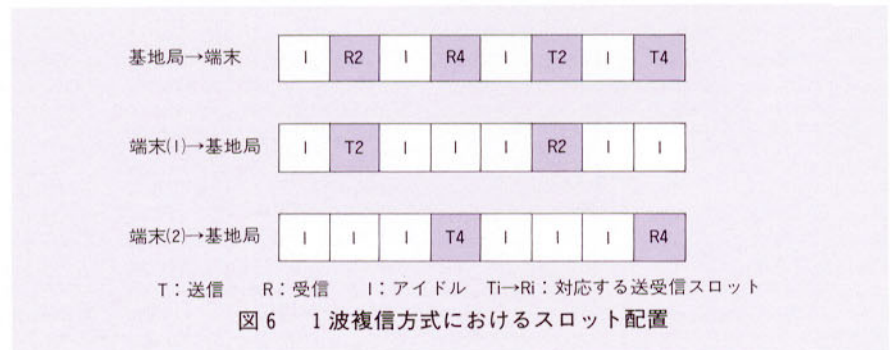 基地局→端末 I R2 I R4 I T2 I T4
端末(1)→基地局 I T2 I I I R2 I I
端末(2)→基地局 I I I T4 I I I R4
T：送信 R：受信 I：アイドル Ti→Ri：対応する送受信スロット
図6 1波複信方式におけるスロット配置